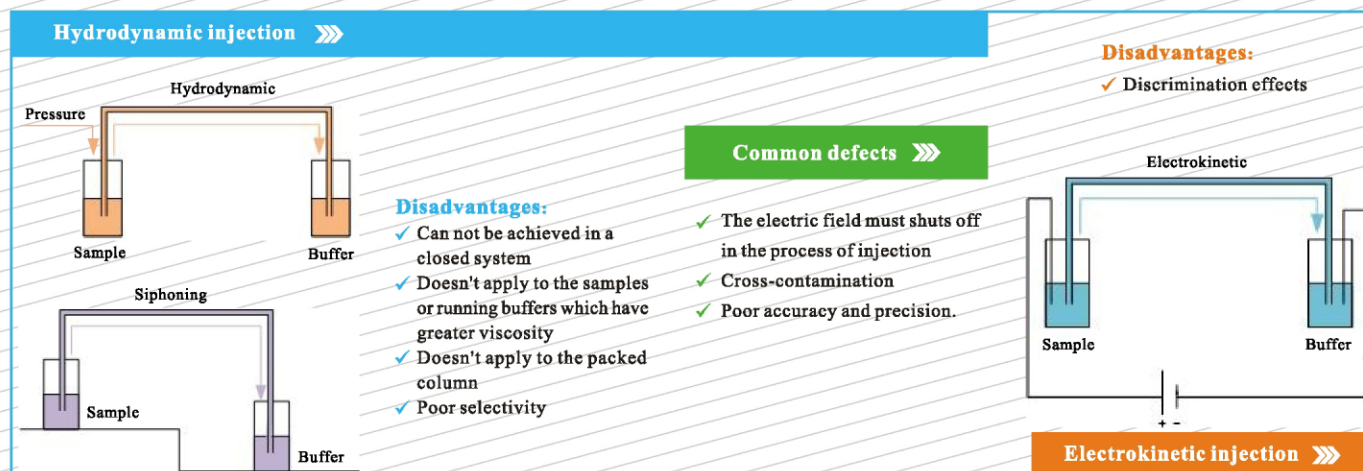 Hydrodynamic injection
Hydrodynamic
Pressure
Sample
Buffer
Siphoning
Sample
Buffer
Disadvantages:
✓ Can not be achieved in a
closed system
✓ Doesn't apply to the samples
or running buffers which have
greater viscosity
✓ Doesn't apply to the packed
column
✓ Poor selectivity
Common defects
✓ The electric field must shuts off
in the process of injection
✓ Cross-contamination
✓ Poor accuracy and precision.
Disadvantages:
✓ Discrimination effects
Electrokinetic
Sample
Buffer
+ -
Electrokinetic injection